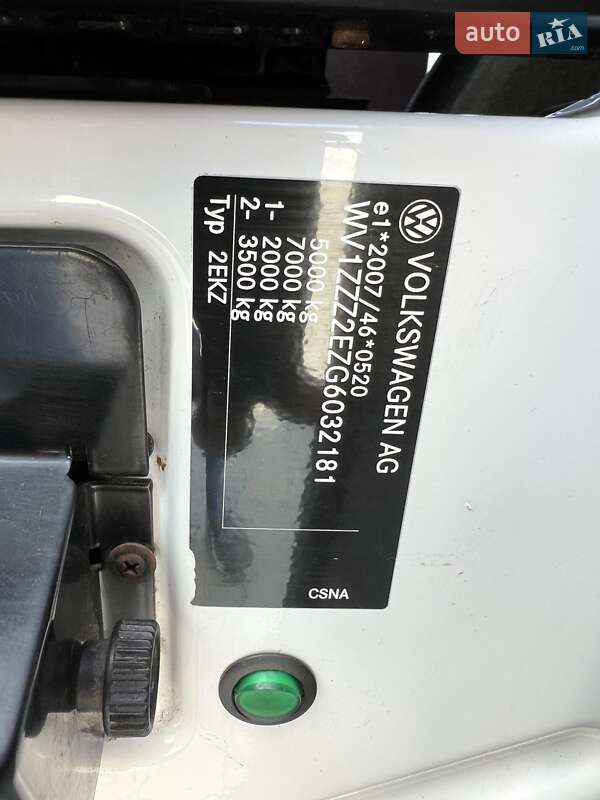 auto RIA
.com
VOLKSWAGEN AG
e1*2007/46*0520
WV1ZZZ2EZG6032181
5000 kg
7000 kg
1- 2000 kg
2- 3500 kg
Typ 2EKZ
CSNA